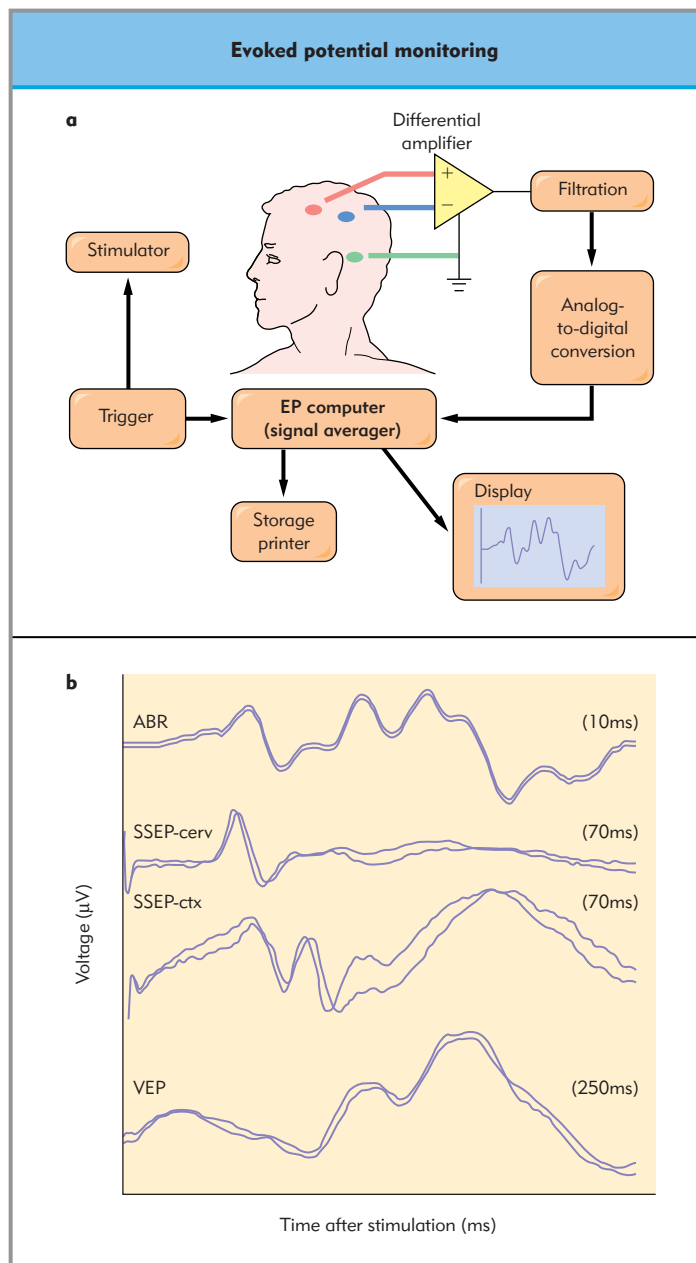 Evoked potential monitoring
a
Differential
amplifier
+
−
Filtration
Stimulator
Analog-
to-digital
conversion
Trigger
EP computer
(signal averager)
Display
Storage
printer
b
ABR
(10ms)
SSEP-cerv
(70ms)
SSEP-ctx
(70ms)
VEP
(250ms)
Voltage (μV)
Time after stimulation (ms)